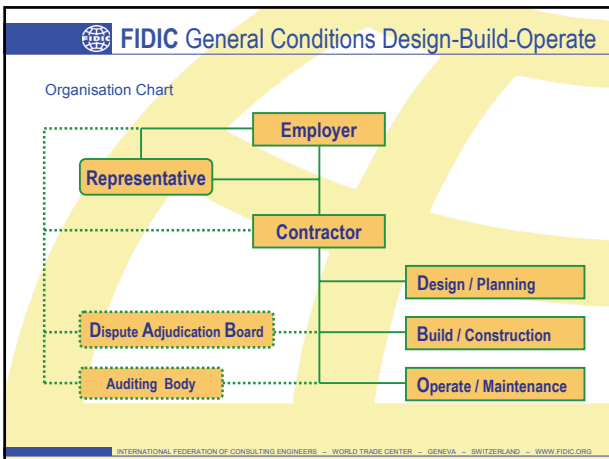 FIDIC
FIDIC General Conditions Design-Build-Operate
Organisation Chart
Employer
Representative
Contractor
Design / Planning
Dispute Adjudication Board
Build / Construction
Auditing Body
Operate / Maintenance
INTERNATIONAL FEDERATION OF CONSULTING ENGINEERS – WORLD TRADE CENTER – GENEVA – SWITZERLAND – WWW.FIDIC.ORG